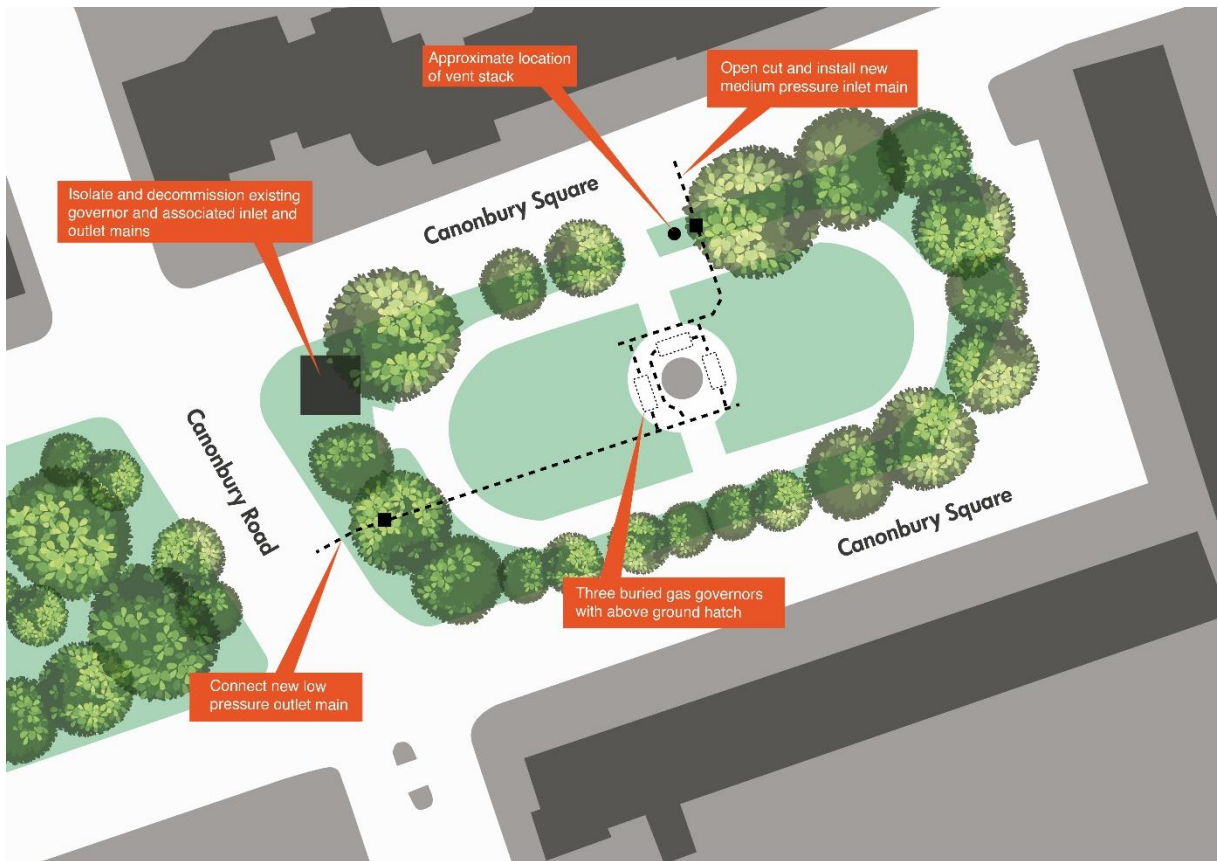 Approximate location
of vent stack
Open cut and install new
medium pressure inlet main
Isolate and decommission existing
governor and associated inlet and
outlet mains
Canonbury Square
Canonbury Road
Canonbury Square
Three buried gas governors
with above ground hatch
Connect new low
pressure outlet main